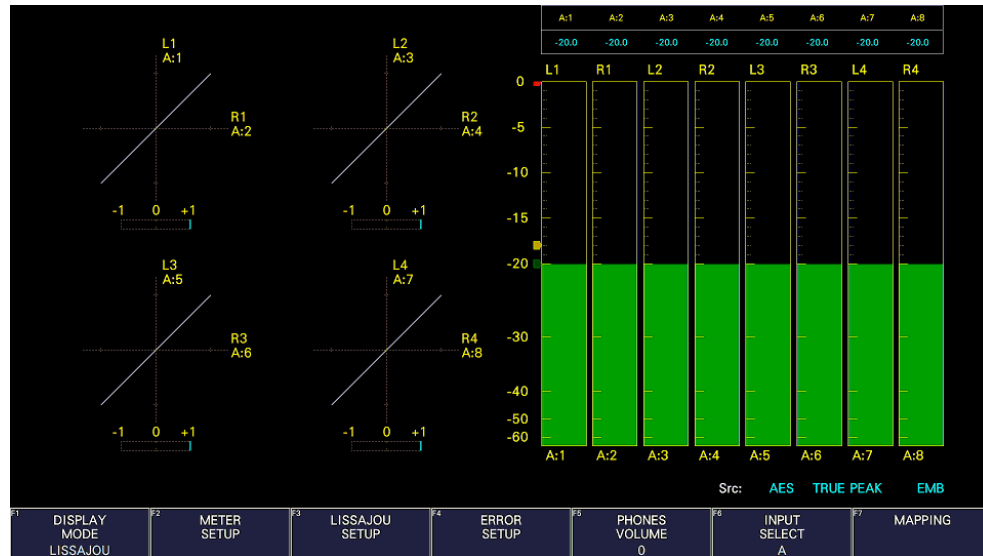 A:1 A:2 A:3 A:4 A:5 A:6 A:7 A:8
-20.0 -20.0 -20.0 -20.0 -20.0 -20.0 -20.0 -20.0
L1
A:1
R1
A:2
-1 0 +1
L2
A:3
R2
A:4
-1 0 +1
L3
A:5
R3
A:6
-1 0 +1
L4
A:7
R4
A:8
-1 0 +1
L1 R1 L2 R2 L3 R3 L4 R4
0
-5
-10
-15
-20
-30
-40
-50
-60
A:1 A:2 A:3 A:4 A:5 A:6 A:7 A:8
Src: AES TRUE PEAK EMB
F1 DISPLAY
MODE
LISSAJOU
F2 METER
SETUP
F3 LISSAJOU
SETUP
F4 ERROR
SETUP
F5 PHONES
VOLUME
0
F6 INPUT
SELECT
A
F7 MAPPING